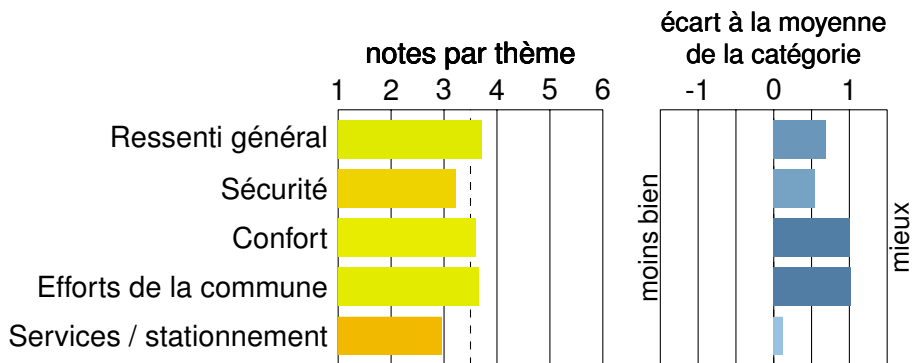 notes par thème
1 2 3 4 5 6
Ressenti général
Sécurité
Confort
Efforts de la commune
Services / stationnement
écart à la moyenne
de la catégorie
-1 0 1
moins bien
mieux